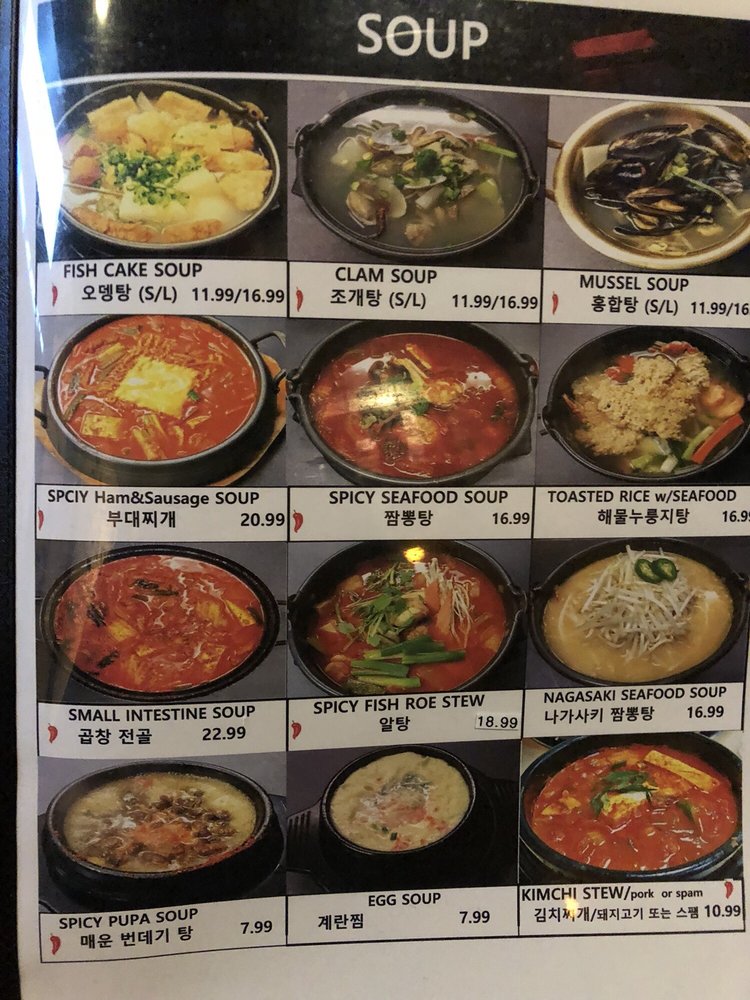 SOUP
FISH CAKE SOUP
오뎅탕 (S/L) 11.99/16.99
CLAM SOUP
조개탕 (S/L) 11.99/16.99
MUSSEL SOUP
홍합탕 (S/L) 11.99/16
SPCIY Ham&Sausage SOUP
부대찌개 20.99
SPICY SEAFOOD SOUP
짬뽕탕 16.99
TOASTED RICE w/SEAFOOD
해물누룽지탕 16.9
SMALL INTESTINE SOUP
곱창 전골 22.99
SPICY FISH ROE STEW
알탕 18.99
NAGASAKI SEAFOOD SOUP
나가사키 짬뽕탕 16.99
SPICY PUPA SOUP
매운 번데기 탕 7.99
EGG SOUP
계란찜 7.99
KIMCHI STEW/pork or spam
김치찌개/돼지고기 또는 스팸 10.99